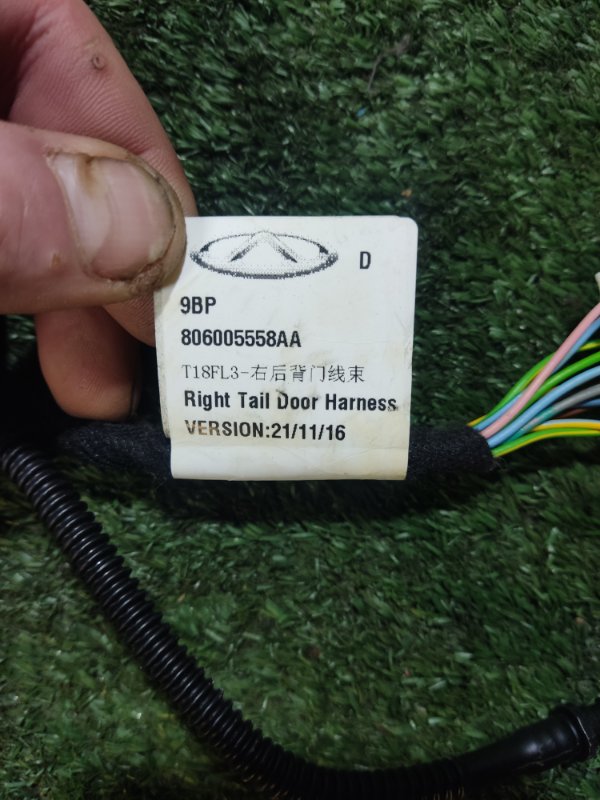 D
9BP
806005558AA
T18FL3-右后背门线束
Right Tail Door Harness
VERSION:21/11/16